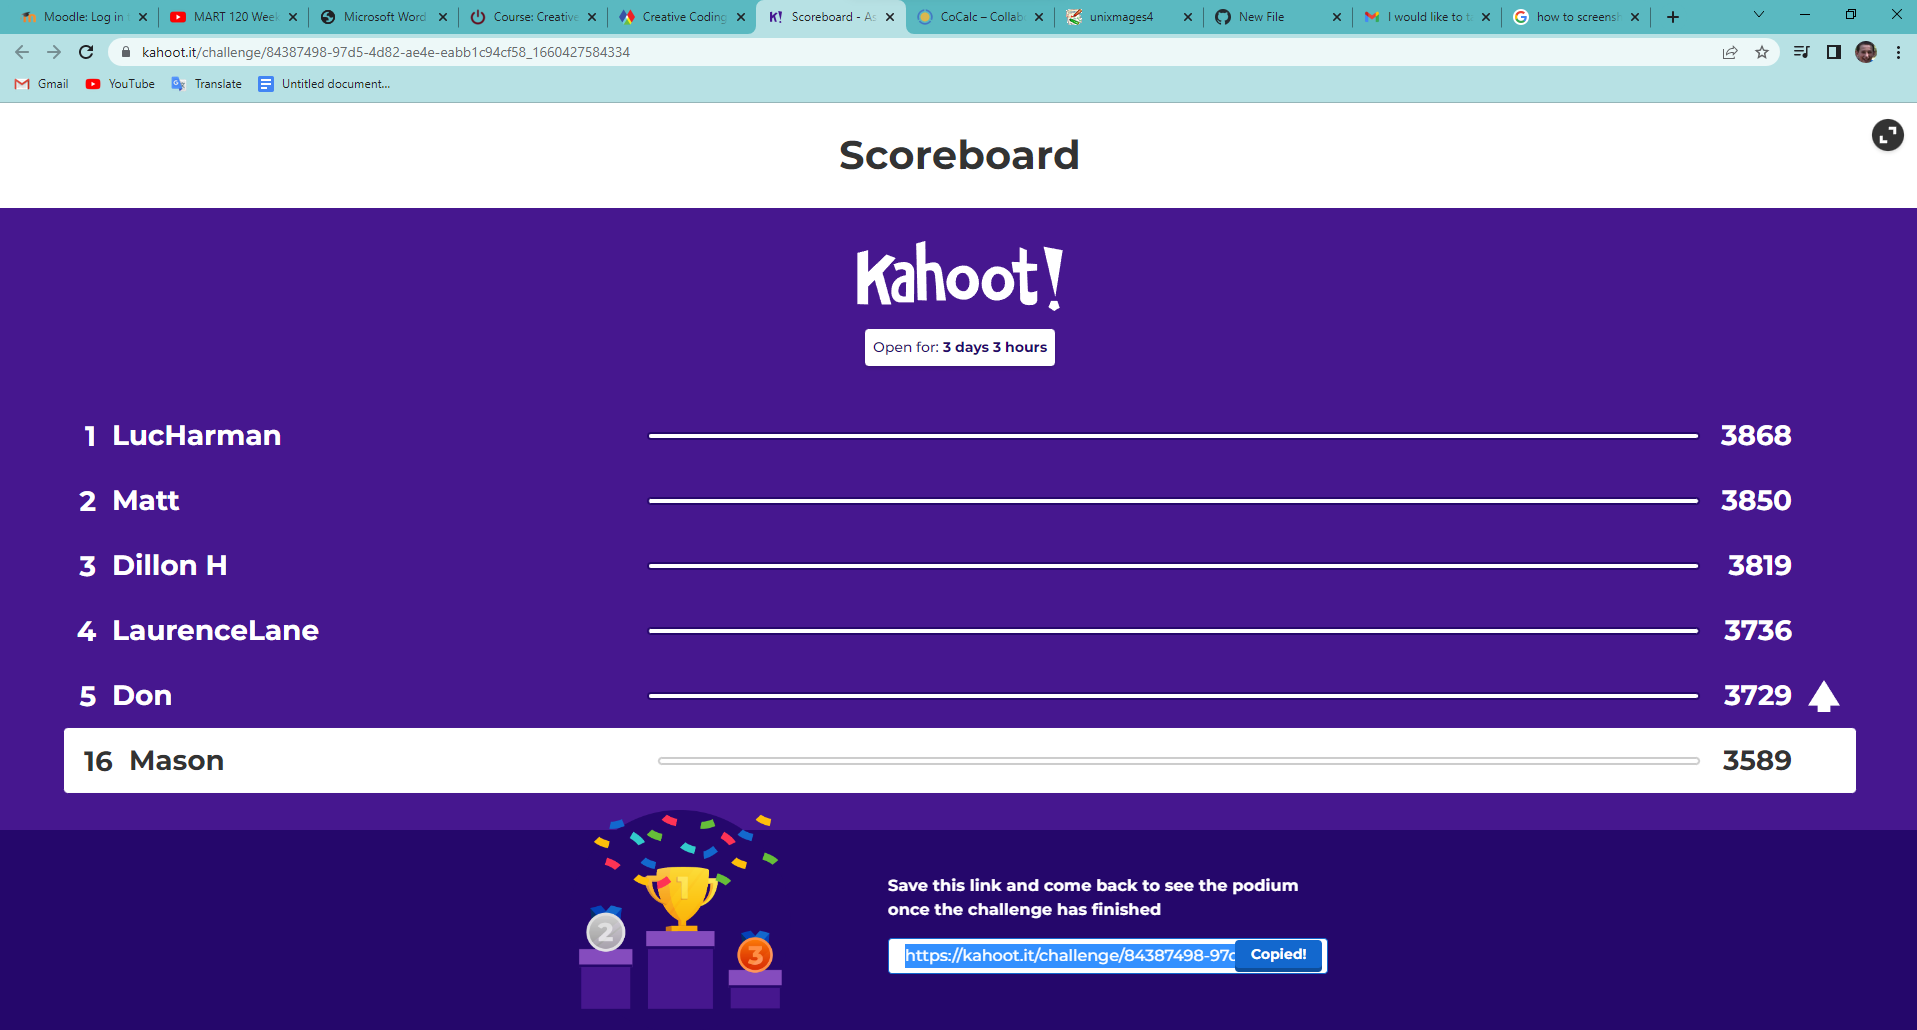 Moodle: Log in t
MART 120 Week
Microsoft Word
Course: Creative
Creative Coding
Scoreboard - As
CoCalc – Collab
unixmages4
New File
I would like to ta
how to screensh
kahoot.it/challenge/84387498-97d5-4d82-ae4e-eabb1c94cf58_1660427584334
Gmail
YouTube
Translate
Untitled document...
Scoreboard
Kahoot!
Open for: 3 days 3 hours
1 LucHarman 3868
2 Matt 3850
3 Dillon H 3819
4 LaurenceLane 3736
5 Don 3729
16 Mason 3589
1
2
3
Save this link and come back to see the podium
once the challenge has finished
https://kahoot.it/challenge/84387498-97d
Copied!